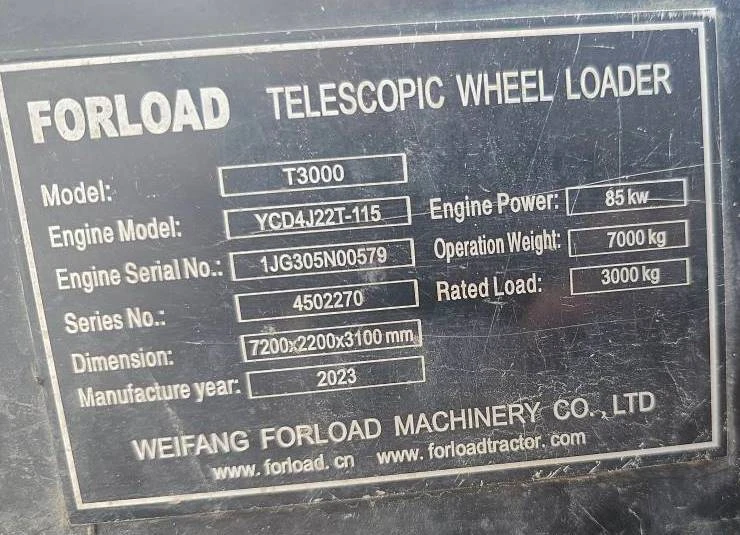 FORLOAD TELESCOPIC WHEEL LOADER
Model: T3000
Engine Model: YCD4J22T-115 Engine Power: 85 kw
Engine Serial No.: 1JG305N00579 Operation Weight: 7000 kg
Series No.: 4502270 Rated Load: 3000 kg
Dimension: 7200x2200x3100 mm
Manufacture year: 2023
WEIFANG FORLOAD MACHINERY CO., LTD
www.forload.cn www.forloadtractor.com